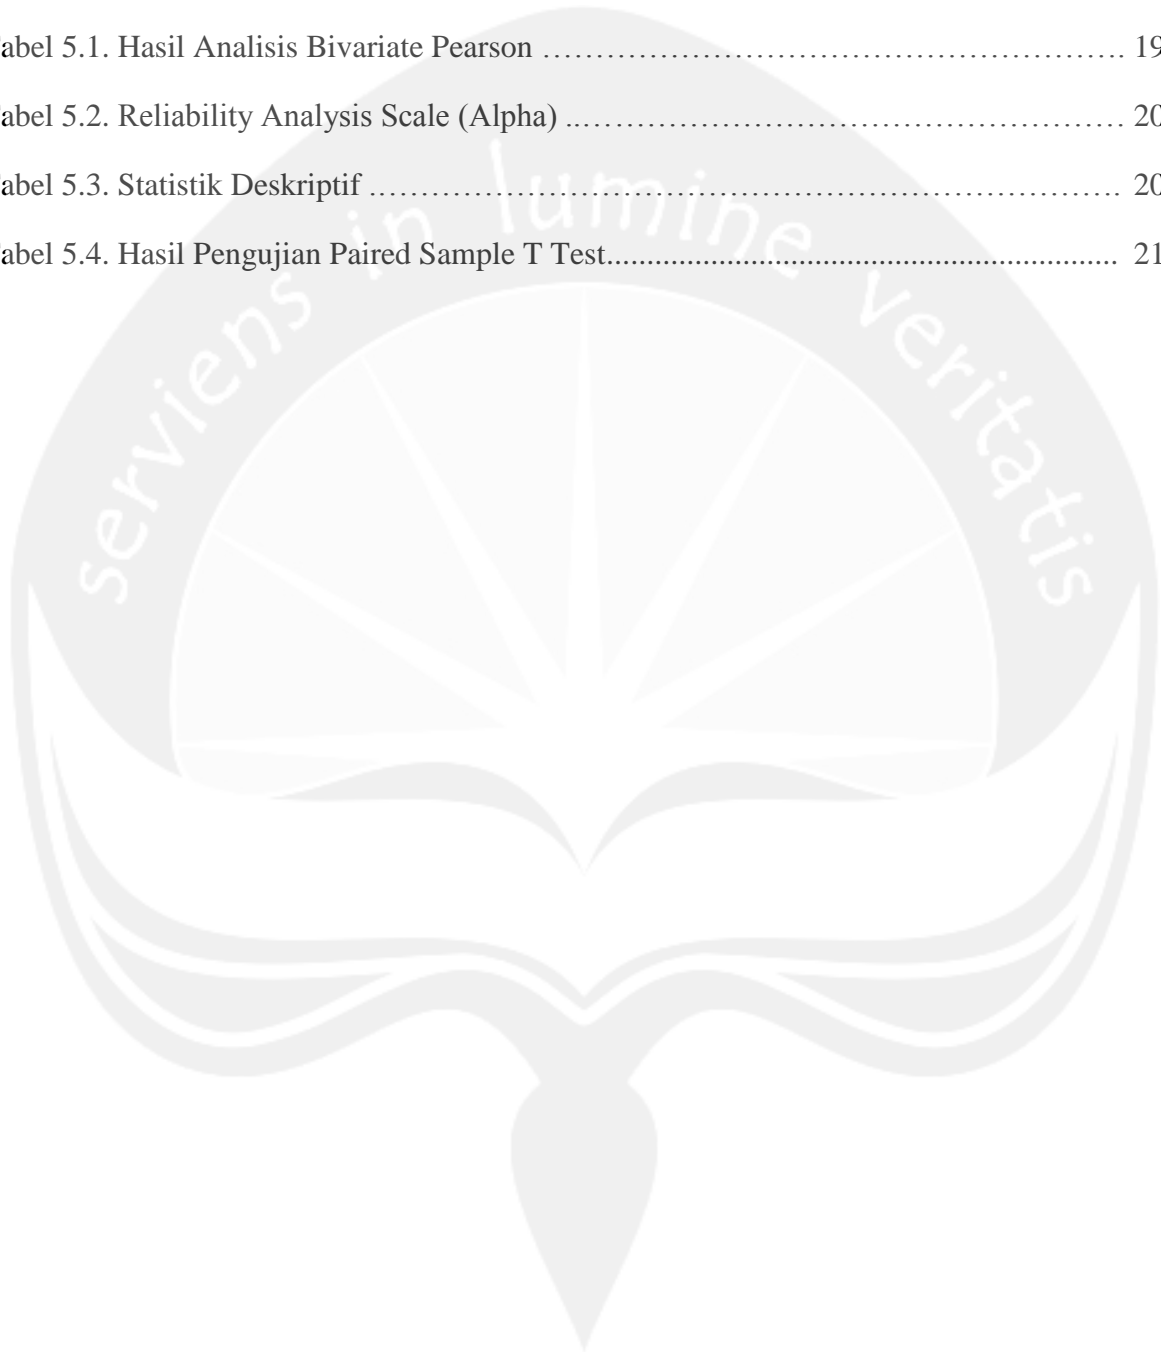 abel 5.1. Hasil Analisis Bivariate Pearson ……………………………………………….. 19
abel 5.2. Reliability Analysis Scale (Alpha) ..…………………………………………… 20
abel 5.3. Statistik Deskriptif ..…………………………………………………………… 20
abel 5.4. Hasil Pengujian Paired Sample T Test................................................................ 21
serviens in lumine veritatis